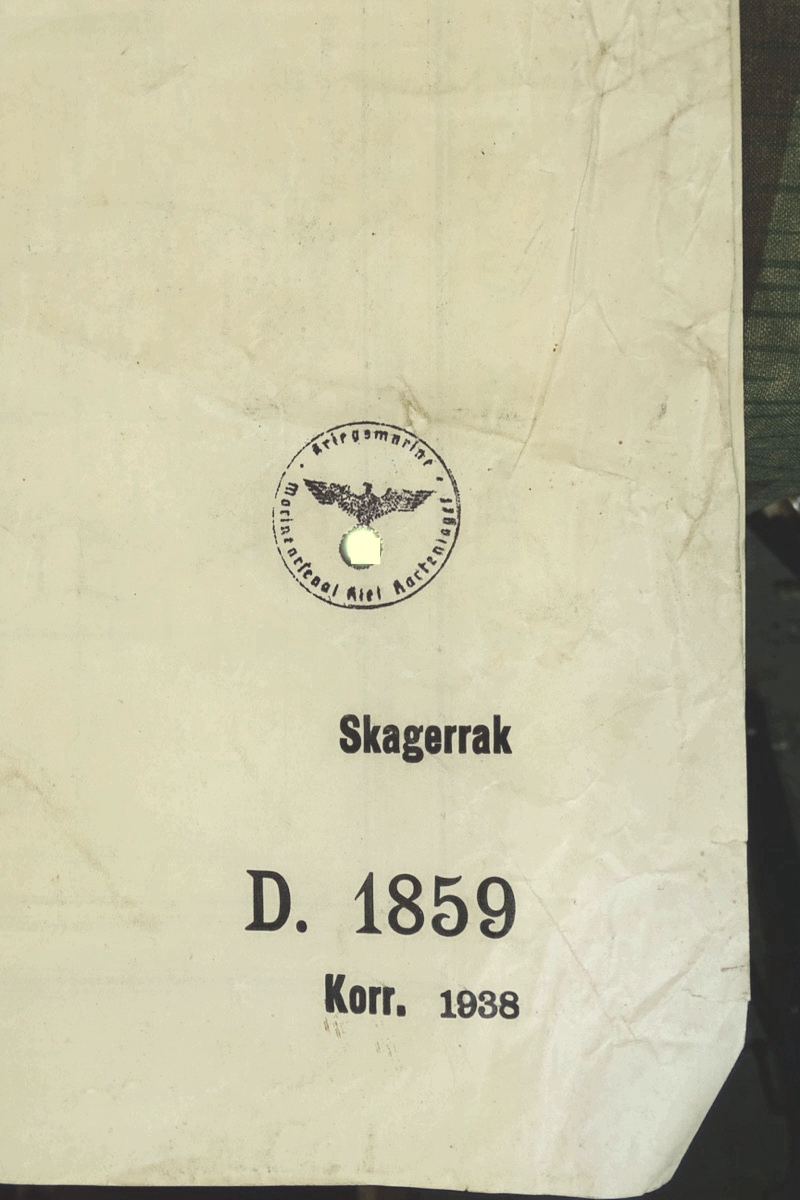 · Kriegsmarine ·
Marinearsenal Kiel Kartenlager
Skagerrak
D. 1859
Korr. 1938